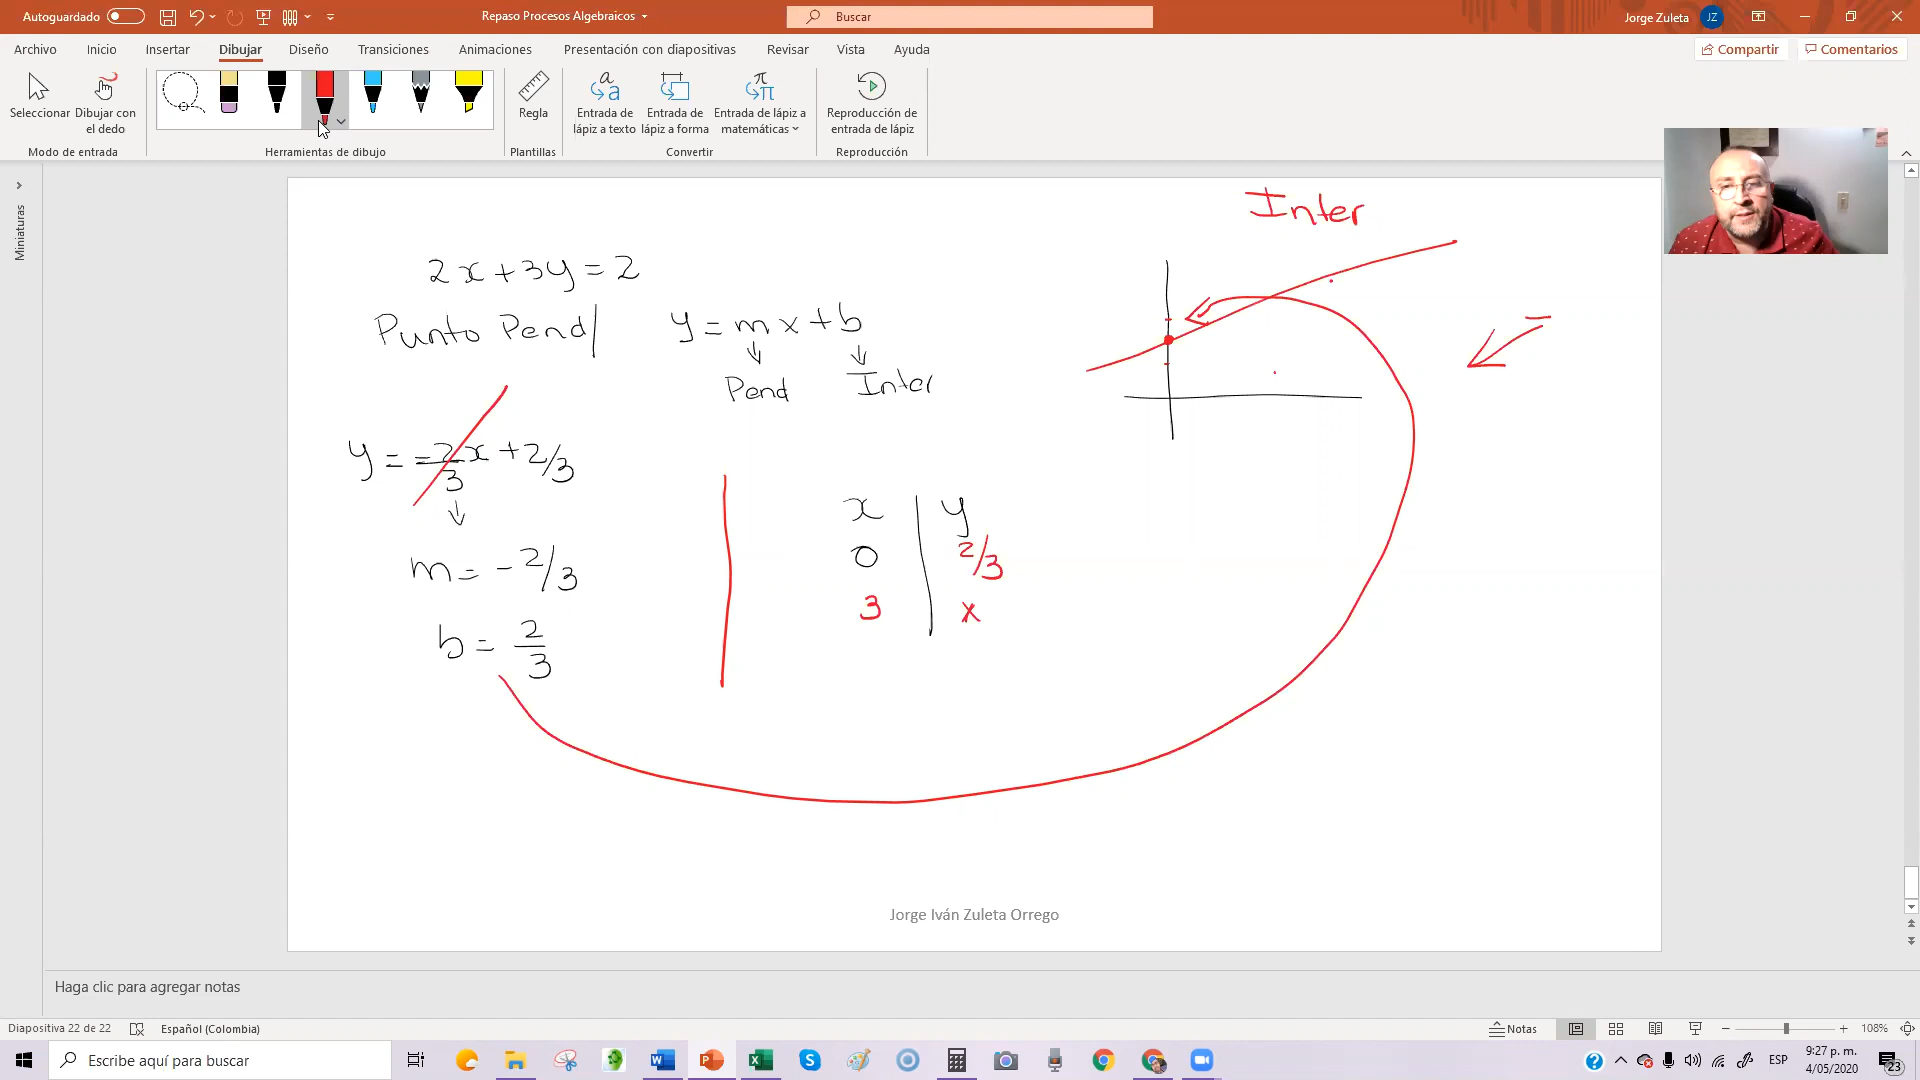 Autoguardado
Repaso Procesos Algebraicos
Buscar
Jorge Zuleta
JZ
Archivo
Inicio
Insertar
Dibujar
Diseño
Transiciones
Animaciones
Presentación con diapositivas
Revisar
Vista
Ayuda
Compartir
Comentarios
Seleccionar
Dibujar con
el dedo
Regla
Entrada de
lápiz a texto
Entrada de
lápiz a forma
Entrada de lápiz a
matemáticas
Reproducción de
entrada de lápiz
Modo de entrada
Herramientas de dibujo
Plantillas
Convertir
Reproducción
Miniaturas
Inter
2x+3y=2
Punto Pend
y=mx+b
Pend
Inter
y=-2/3x+2/3
m=-2/3
b=2/3
x y
0 2/3
3 x
Jorge Iván Zuleta Orrego
Haga clic para agregar notas
Diapositiva 22 de 22
Español (Colombia)
Notas
108%
Escribe aquí para buscar
ESP
9:27 p. m.
4/05/2020
23